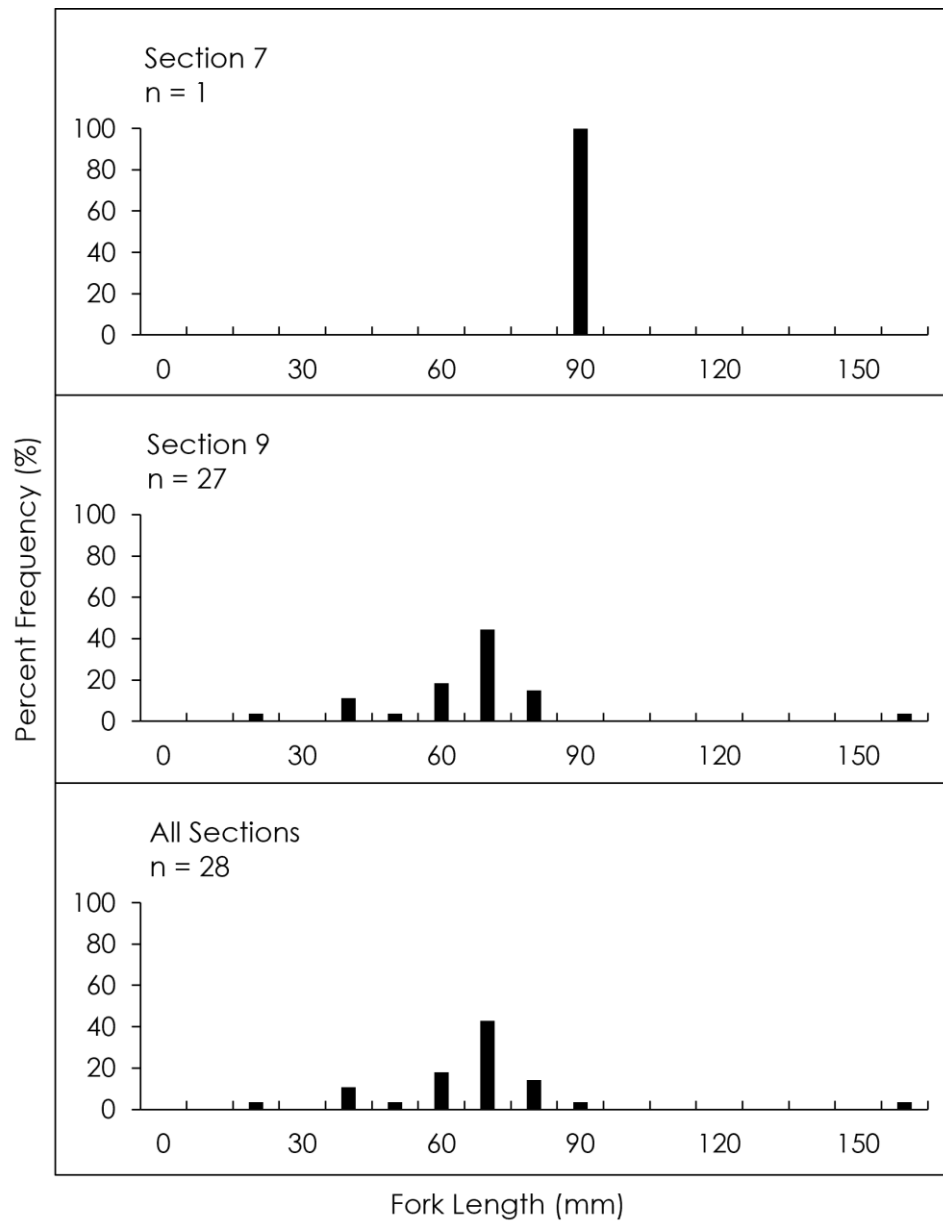 Section 7
n = 1
100
80
60
40
20
0
0 30 60 90 120 150
Section 9
n = 27
100
80
60
40
20
0
0 30 60 90 120 150
All Sections
n = 28
100
80
60
40
20
0
0 30 60 90 120 150
Percent Frequency (%)
Fork Length (mm)